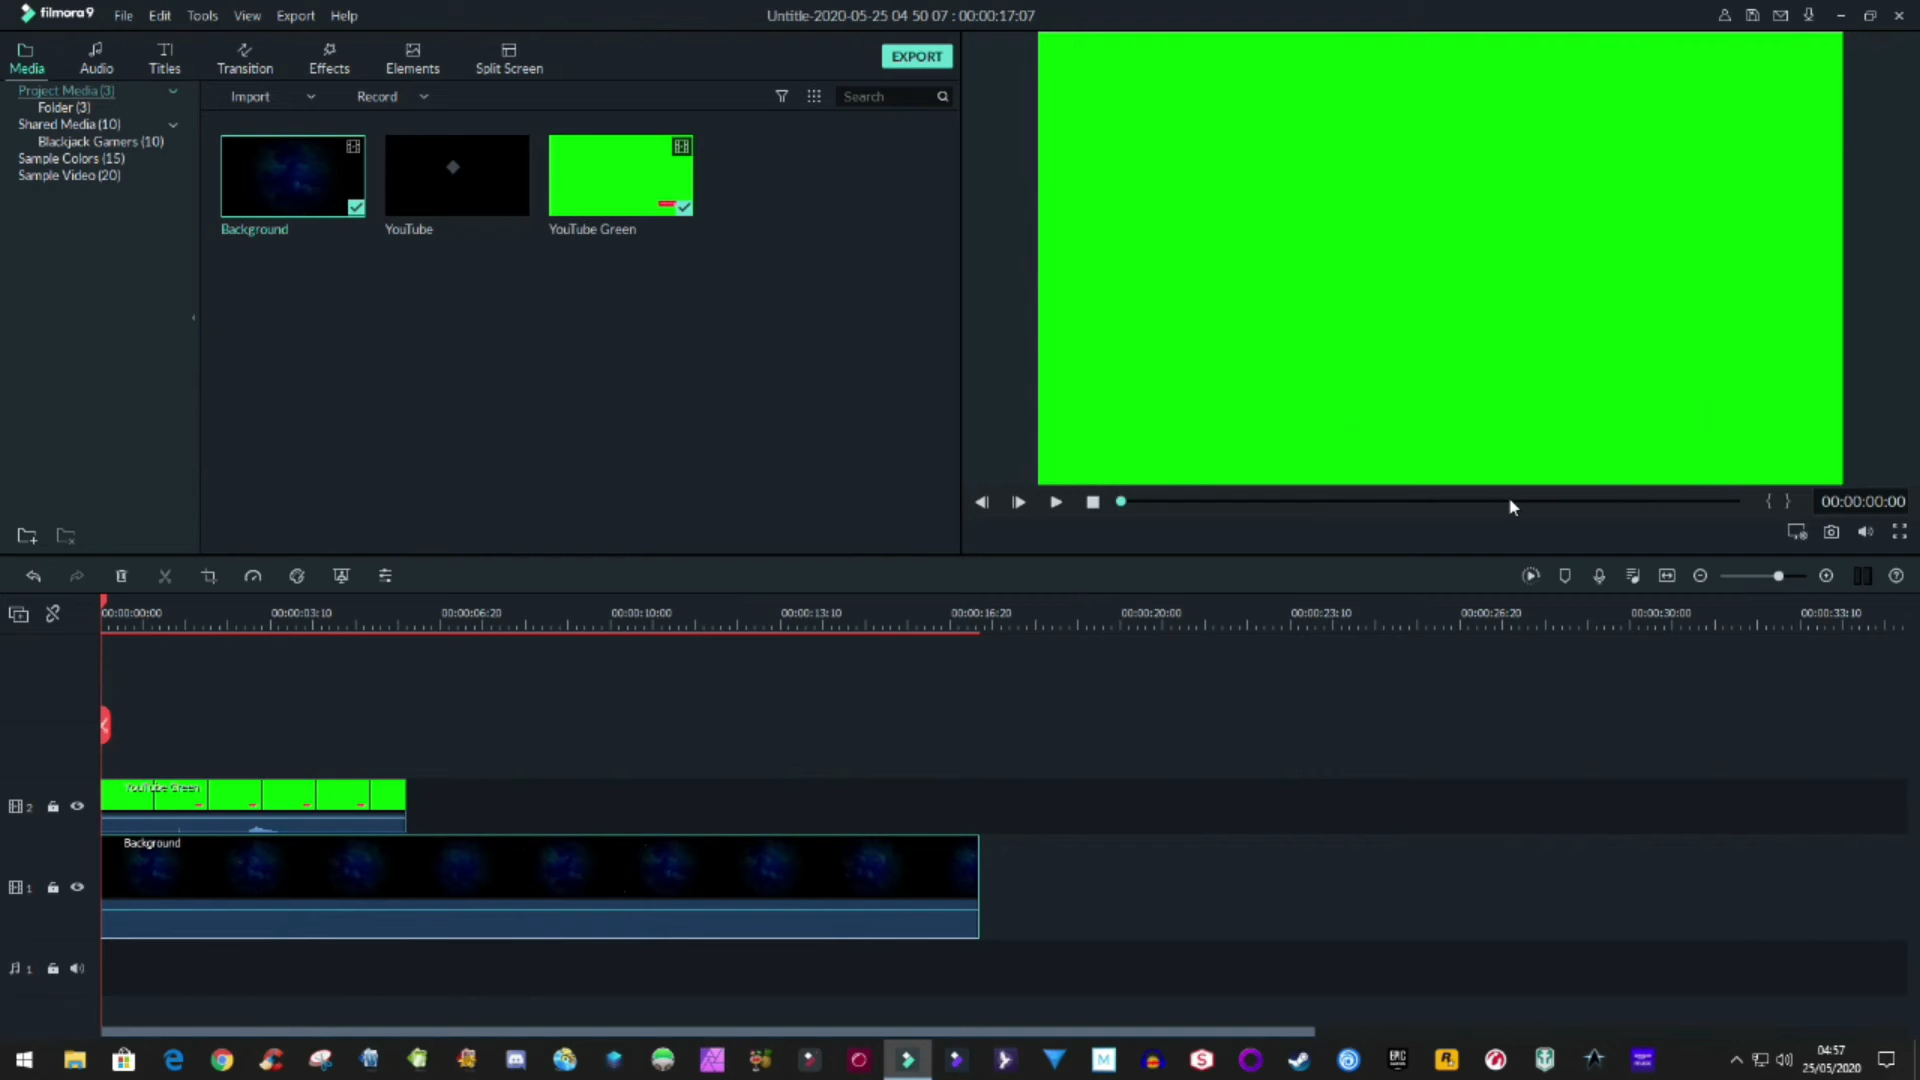 filmora9 File Edit Tools View Export Help Untitle-2020-05-25 04 50 07 : 00:00:17:07
Media Audio Titles Transition Effects Elements Split Screen EXPORT
Project Media (3)
Folder (3)
Shared Media (10)
Blackjack Gamers (10)
Sample Colors (15)
Sample Video (20)
Import Record Search
Background YouTube YouTube Green
00:00:00:00
00:00:00:00 00:00:03:10 00:00:06:20 00:00:10:00 00:00:13:10 00:00:16:20 00:00:20:00 00:00:23:10 00:00:26:20 00:00:30:00 00:00:33:10
YouTube Green
2
Background
1
1
04:57
25/05/2020